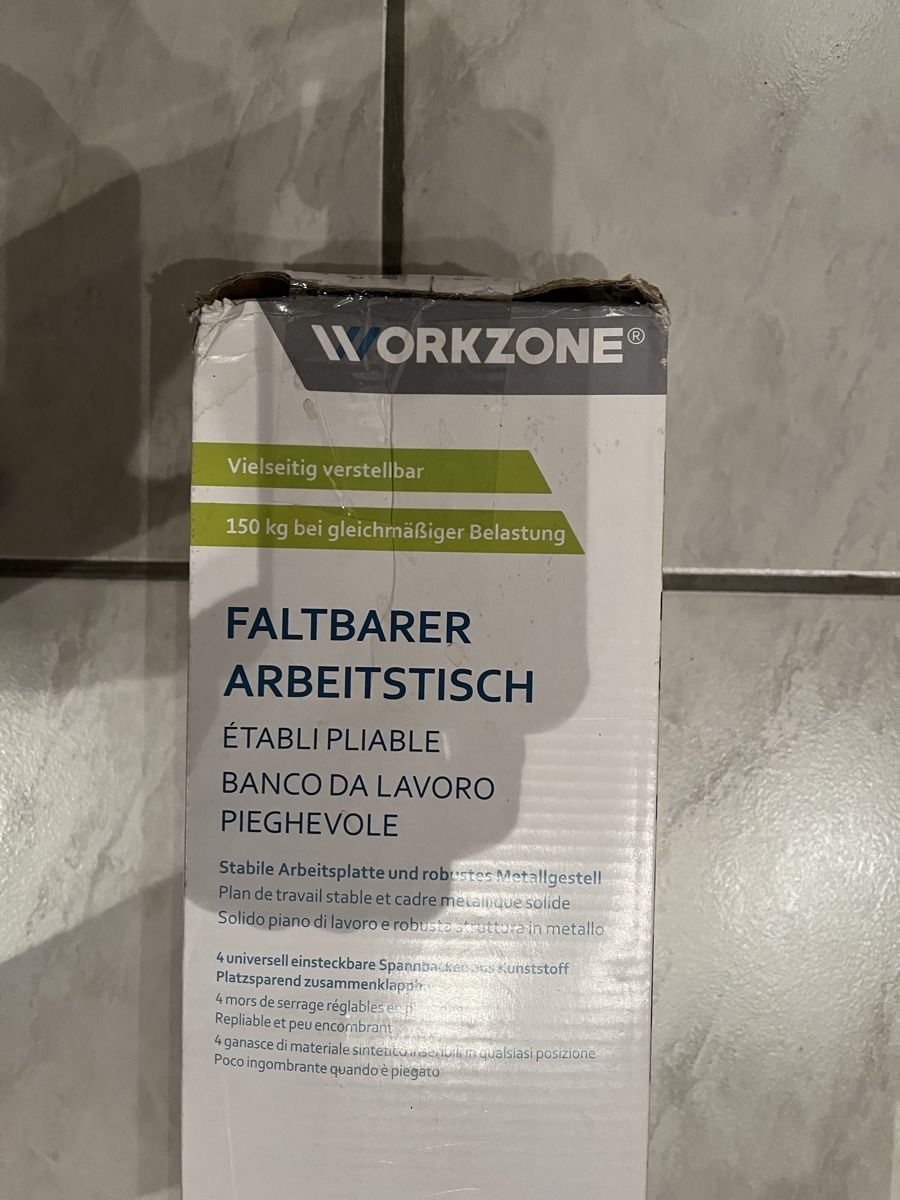 WORKZONE®
Vielseitig verstellbar
150 kg bei gleichmäßiger Belastung
FALTBARER
ARBEITSTISCH
ÉTABLI PLIABLE
BANCO DA LAVORO
PIEGHEVOLE
Stabile Arbeitsplatte und robustes Metallgestell
Plan de travail stable et cadre métallique solide
Solido piano di lavoro e robusta struttura in metallo
4 universell einsteckbare Spannbacken aus Kunststoff
Platzsparend zusammenklappbar
4 mors de serrage réglables
Repliable et peu encombrant
4 ganasce di materiale sintetico inseribili in qualsiasi posizione
Poco ingombrante quando è piegato